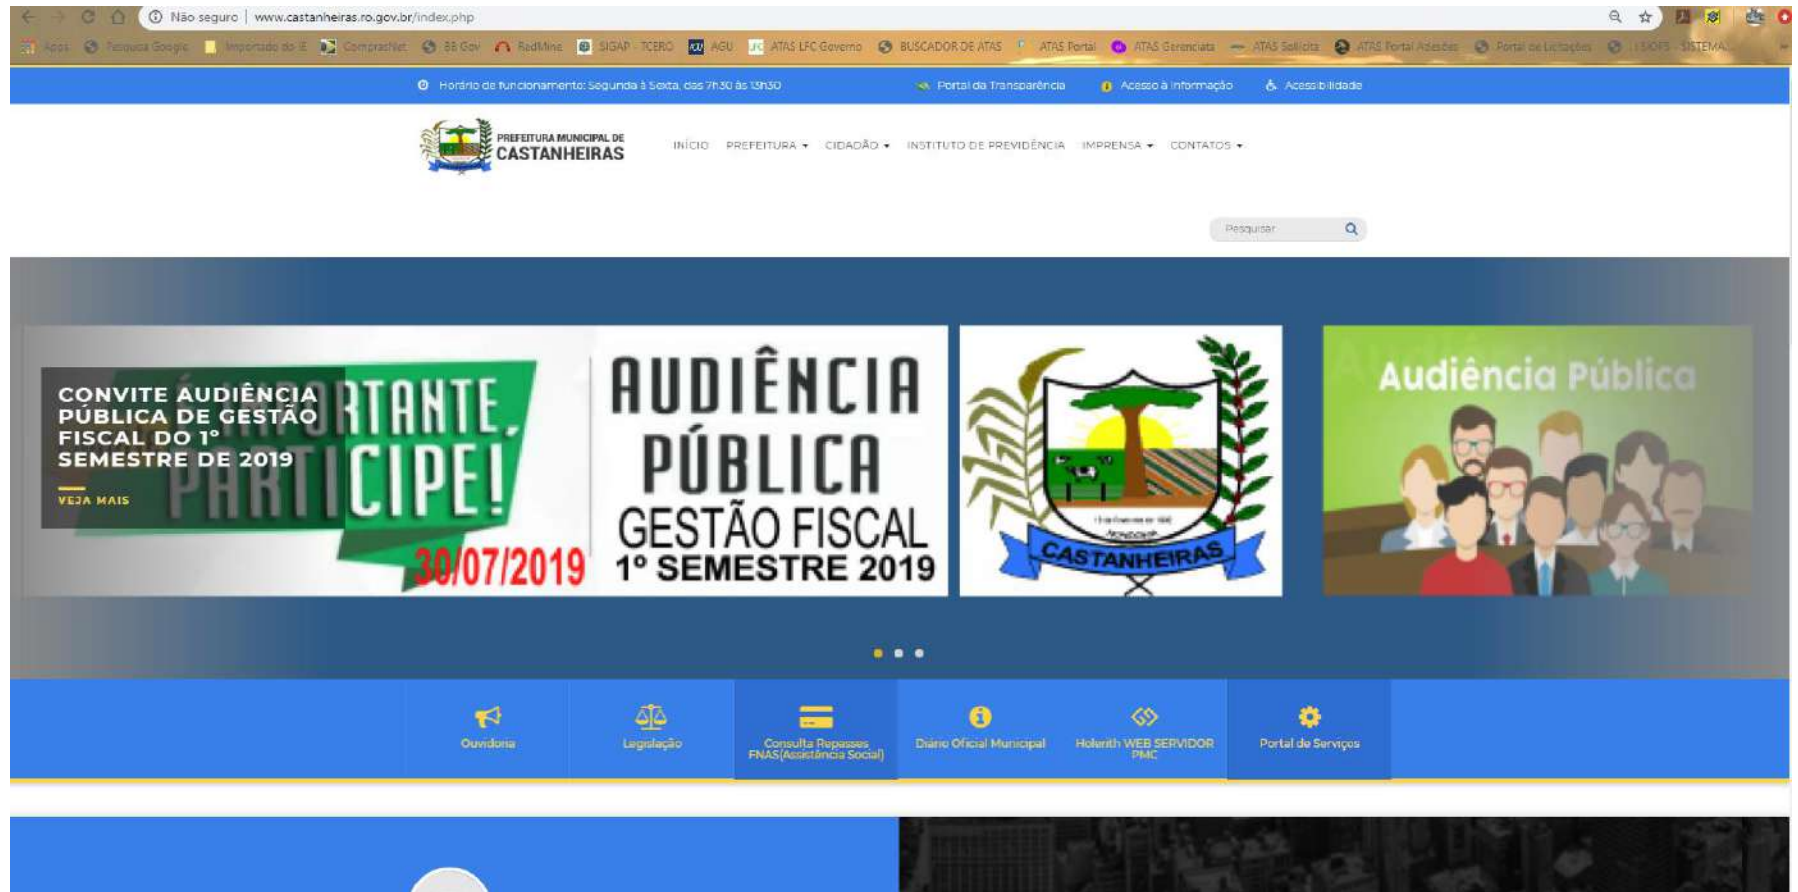 Não seguro | www.castanheiras.ro.gov.br/index.php
Apps Pesquisa Google Importado do IE ComprasNet BB Gov RedMine SIGAP - TCERO AGU ATAS LFC Governo BUSCADOR DE ATAS ATAS Portal ATAS Gerenciata ATAS Sollicita ATAS Portal Adesões Portal de Licitações SISTEMA...
Horário de funcionamento: Segunda à Sexta, das 7h30 às 13h30 Portal da Transparência Acesso à Informação Acessibilidade
PREFEITURA MUNICIPAL DE
CASTANHEIRAS
INÍCIO PREFEITURA CIDADÃO INSTITUTO DE PREVIDÊNCIA IMPRENSA CONTATOS
Pesquisar
CONVITE AUDIÊNCIA
PÚBLICA DE GESTÃO
FISCAL DO 1º
SEMESTRE DE 2019
VEJA MAIS
É IMPORTANTE,
PARTICIPE!
30/07/2019
AUDIÊNCIA
PÚBLICA
GESTÃO FISCAL
1º SEMESTRE 2019
RONDONIA
CASTANHEIRAS
Audiência Pública
Ouvidoria
Legislação
Consulta Repasses
FNAS(Assistência Social)
Diário Oficial Municipal
Holerith WEB SERVIDOR
PMC
Portal de Serviços